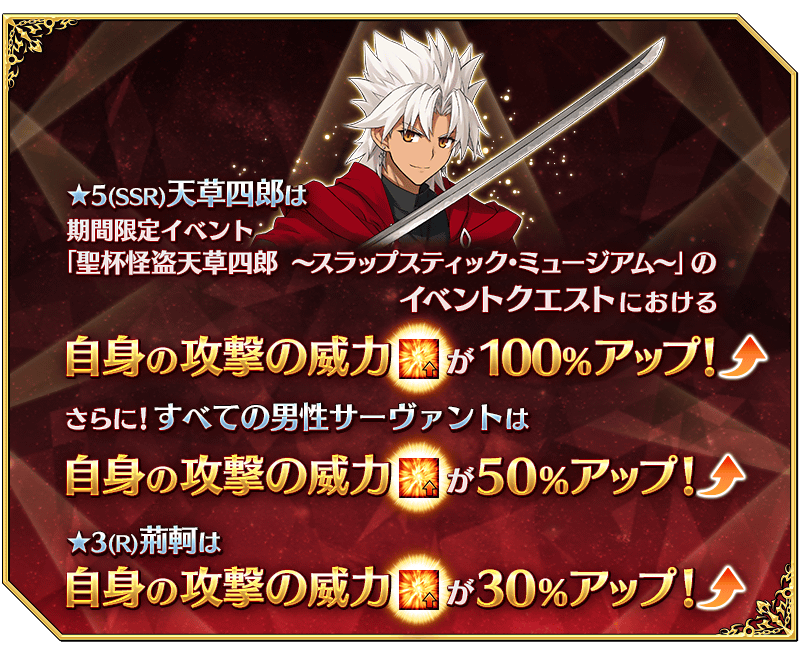 ★5(SSR)天草四郎は
期間限定イベント
「聖杯怪盗天草四郎 ～スラップスティック・ミュージアム～」の
イベントクエストにおける
自身の攻撃の威力が100%アップ!
さらに!すべての男性サーヴァントは
自身の攻撃の威力が50%アップ!
★3(R)荊軻は
自身の攻撃の威力が30%アップ!